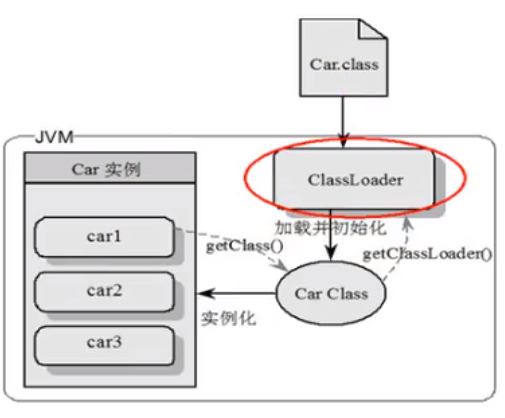 Car.class
JVM
Car 实例
ClassLoader
加载并初始化
car1
getClass()
getClassLoader()
car2
Car Class
实例化
car3